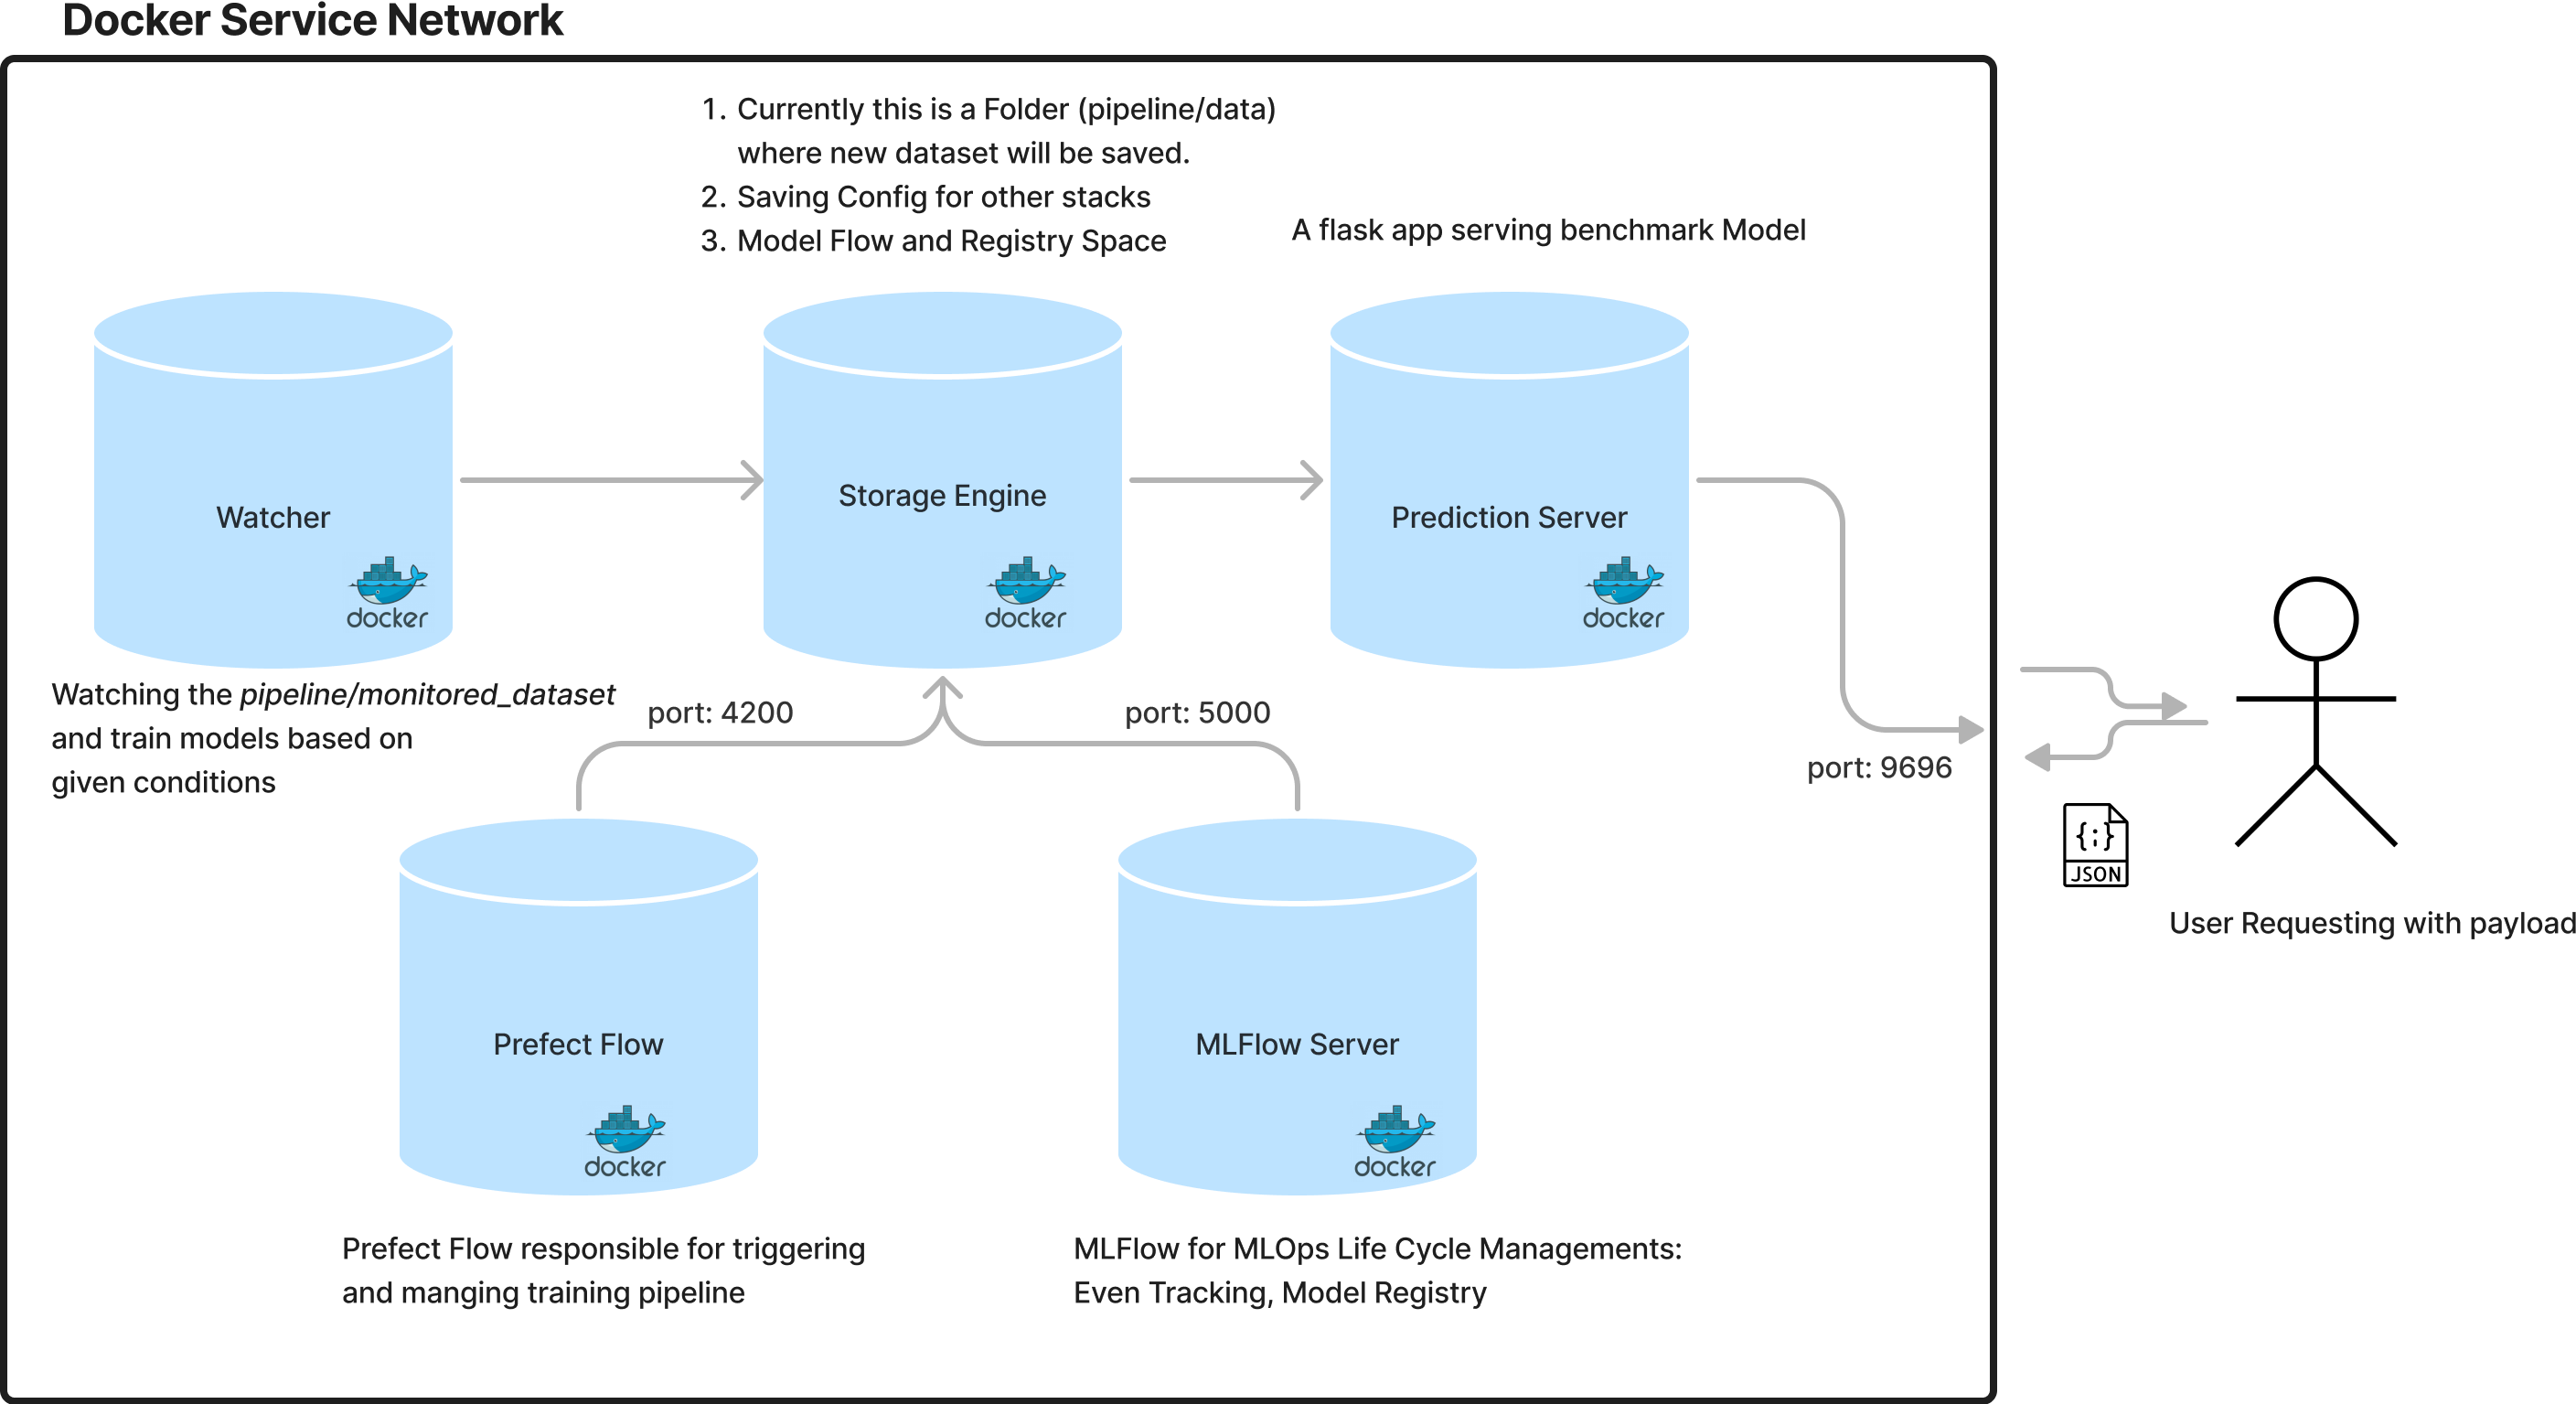 Docker Service Network
1. Currently this is a Folder (pipeline/data)
where new dataset will be saved.
2. Saving Config for other stacks
3. Model Flow and Registry Space
A flask app serving benchmark Model
Watcher
docker
Storage Engine
docker
Prediction Server
docker
Watching the pipeline/monitored_dataset
and train models based on
given conditions
port: 4200
port: 5000
port: 9696
{;}
JSON
User Requesting with payload
Prefect Flow
docker
MLFlow Server
docker
Prefect Flow responsible for triggering
and manging training pipeline
MLFlow for MLOps Life Cycle Managements:
Even Tracking, Model Registry